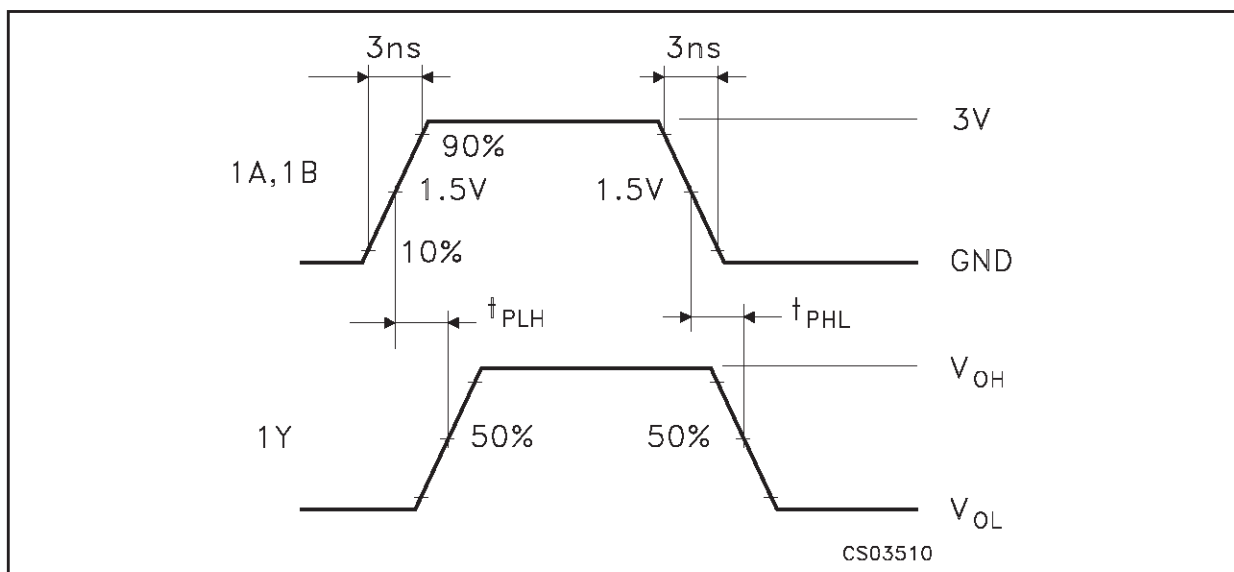 3ns 3ns
3V
90%
1A,1B 1.5V 1.5V
10%
GND
tPLH tPHL
VOH
1Y 50% 50%
VOL
CS03510